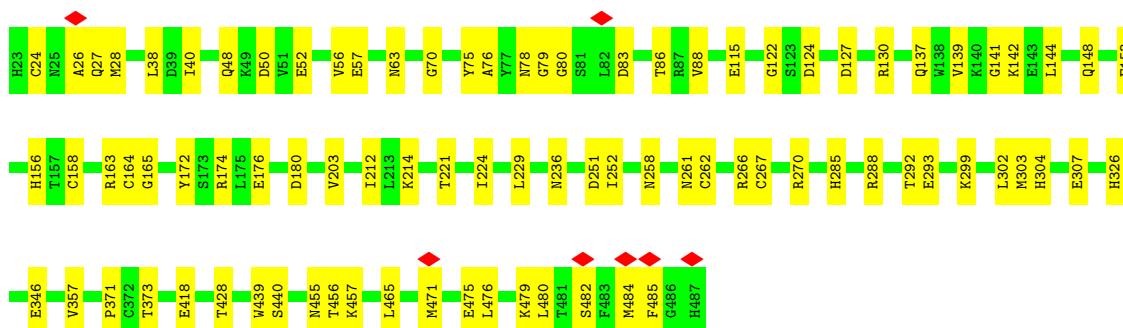 H23 C24 N25 A26 Q27 M28 L38 D39 I40 Q48 K49 D50 V51 E52 V56 E57 N63 G70 Y75 A76 Y77 N78 G79 G80 S81 L82 D83 T86 R87 V88 E115 G122 S123 D124 D127 R130 Q137 W138 V139 K140 G141 K142 E143 L144 Q148
H156 T157 C158 R163 C164 G165 Y172 S173 R174 L175 E176 D180 V203 I212 L213 K214 T221 I224 L229 N236 D251 I252 N258 N261 C262 R266 C267 R270 H285 R288 T292 E293 K299 L302 M303 H304 E307 H326
E346 V357 P371 C372 T373 E418 T428 W439 S440 N455 T456 K457 L465 M471 E475 L476 K479 L480 T481 S482 F483 M484 F485 G486 H487